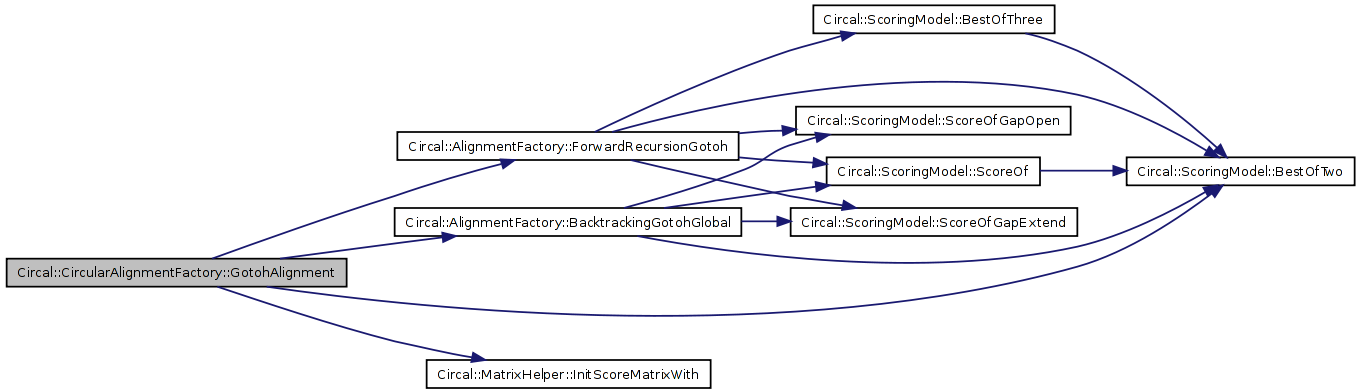 Circal::ScoringModel::BestOfThree
Circal::ScoringModel::ScoreOfGapOpen
Circal::AlignmentFactory::ForwardRecursionGotoh
Circal::ScoringModel::ScoreOf
Circal::ScoringModel::BestOfTwo
Circal::AlignmentFactory::BacktrackingGotohGlobal
Circal::ScoringModel::ScoreOfGapExtend
Circal::CircularAlignmentFactory::GotohAlignment
Circal::MatrixHelper::InitScoreMatrixWith